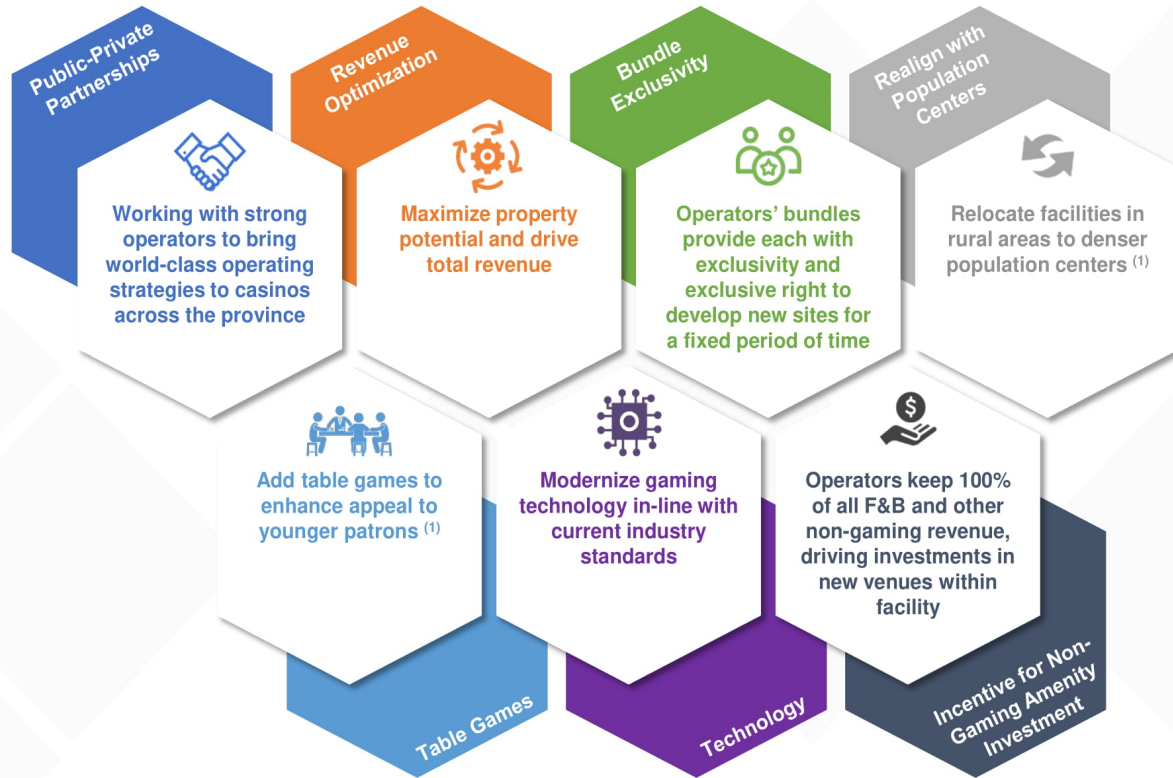 Public-Private
Partnerships
Working with strong
operators to bring
world-class operating
strategies to casinos
across the province
Revenue
Optimization
Maximize property
potential and drive
total revenue
Bundle
Exclusivity
Operators’ bundles
provide each with
exclusivity and
exclusive right to
develop new sites for
a fixed period of time
Realign with
Population
Centers
Relocate facilities in
rural areas to denser
population centers (1)
Add table games to
enhance appeal to
younger patrons (1)
Table Games
Modernize gaming
technology in-line with
current industry
standards
Technology
$
Operators keep 100%
of all F&B and other
non-gaming revenue,
driving investments in
new venues within
facility
Incentive for Non-
Gaming Amenity
Investment